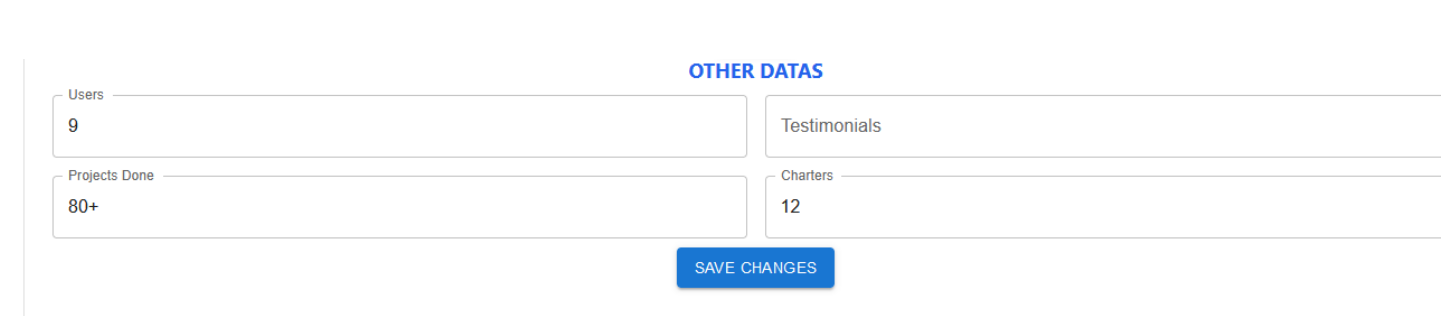 OTHER DATAS
Users
9
Testimonials
Projects Done
80+
Charters
12
SAVE CHANGES